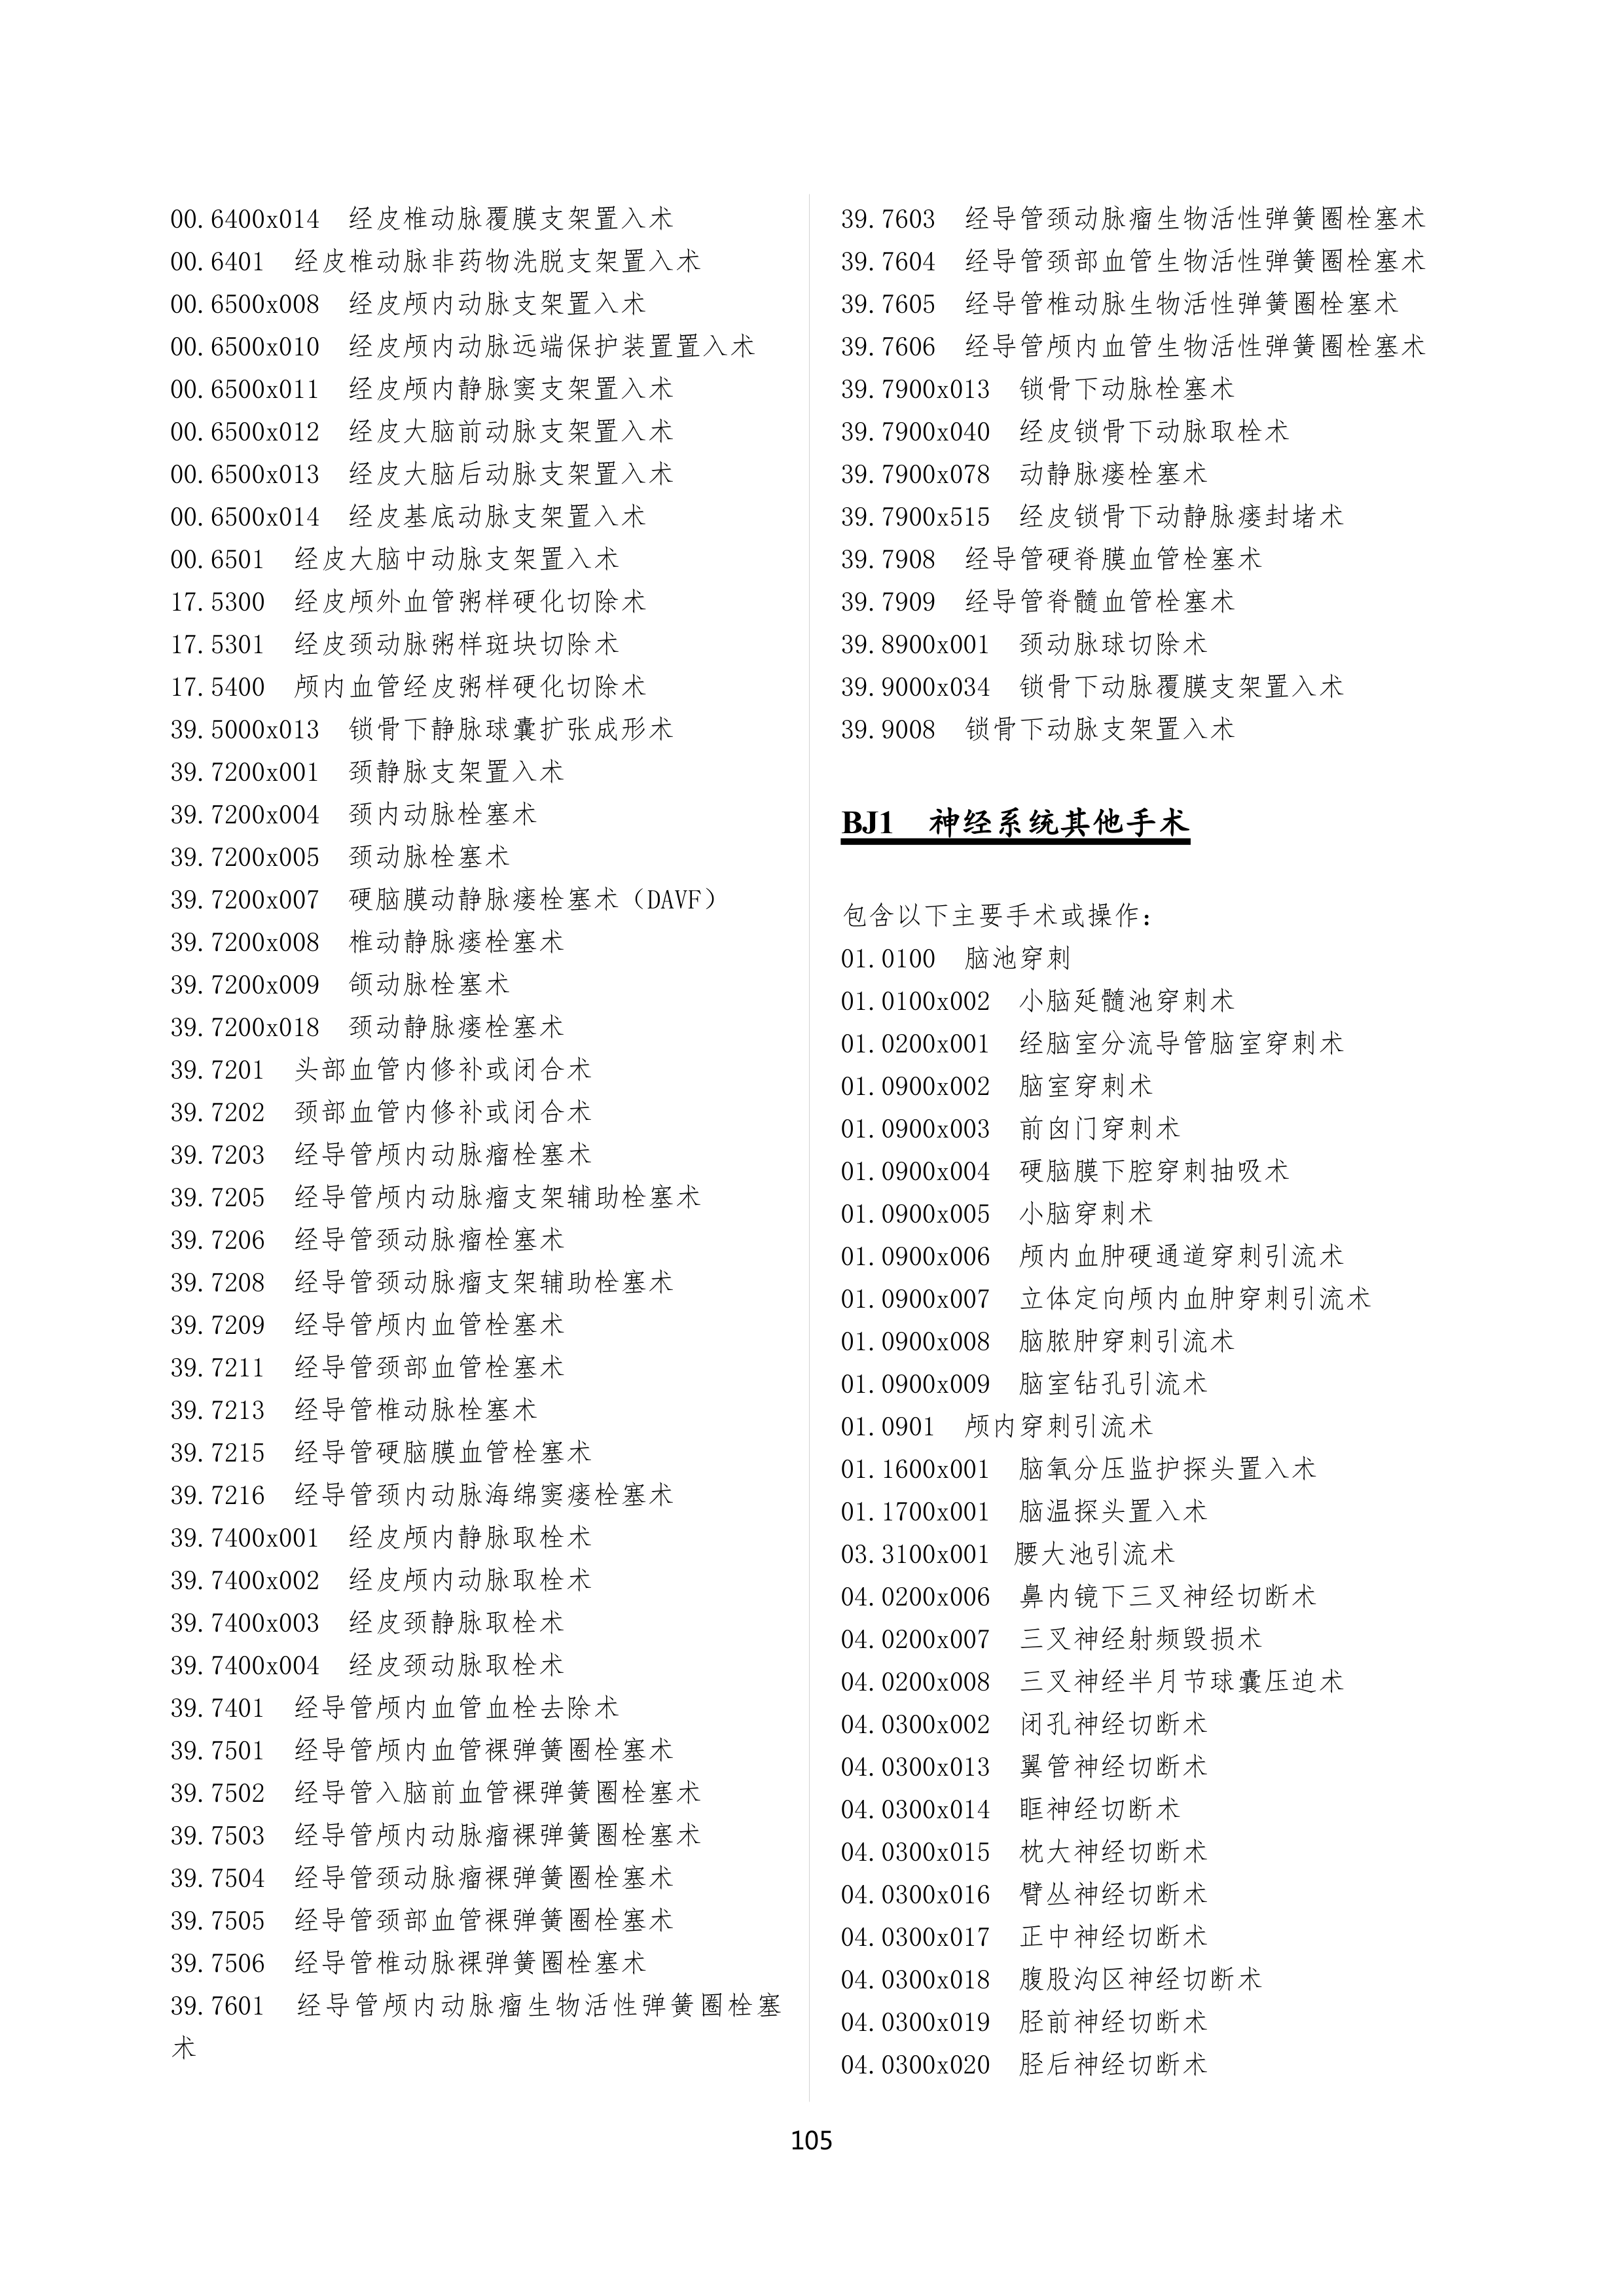 00.6400x014 经皮椎动脉覆膜支架置入术
00.6401 经皮椎动脉非药物洗脱支架置入术
00.6500x008 经皮颅内动脉支架置入术
00.6500x010 经皮颅内动脉远端保护装置置入术
00.6500x011 经皮颅内静脉窦支架置入术
00.6500x012 经皮大脑前动脉支架置入术
00.6500x013 经皮大脑后动脉支架置入术
00.6500x014 经皮基底动脉支架置入术
00.6501 经皮大脑中动脉支架置入术
17.5300 经皮颅外血管粥样硬化切除术
17.5301 经皮颈动脉粥样斑块切除术
17.5400 颅内血管经皮粥样硬化切除术
39.5000x013 锁骨下静脉球囊扩张成形术
39.7200x001 颈静脉支架置入术
39.7200x004 颈内动脉栓塞术
39.7200x005 颈动脉栓塞术
39.7200x007 硬脑膜动静脉瘘栓塞术（DAVF）
39.7200x008 椎动静脉瘘栓塞术
39.7200x009 颌动脉栓塞术
39.7200x018 颈动静脉瘘栓塞术
39.7201 头部血管内修补或闭合术
39.7202 颈部血管内修补或闭合术
39.7203 经导管颅内动脉瘤栓塞术
39.7205 经导管颅内动脉瘤支架辅助栓塞术
39.7206 经导管颈动脉瘤栓塞术
39.7208 经导管颈动脉瘤支架辅助栓塞术
39.7209 经导管颅内血管栓塞术
39.7211 经导管颈部血管栓塞术
39.7213 经导管椎动脉栓塞术
39.7215 经导管硬脑膜血管栓塞术
39.7216 经导管颈内动脉海绵窦瘘栓塞术
39.7400x001 经皮颅内静脉取栓术
39.7400x002 经皮颅内动脉取栓术
39.7400x003 经皮颈静脉取栓术
39.7400x004 经皮颈动脉取栓术
39.7401 经导管颅内血管血栓去除术
39.7501 经导管颅内血管裸弹簧圈栓塞术
39.7502 经导管入脑前血管裸弹簧圈栓塞术
39.7503 经导管颅内动脉瘤裸弹簧圈栓塞术
39.7504 经导管颈动脉瘤裸弹簧圈栓塞术
39.7505 经导管颈部血管裸弹簧圈栓塞术
39.7506 经导管椎动脉裸弹簧圈栓塞术
39.7601 经导管颅内动脉瘤生物活性弹簧圈栓塞
术
39.7603 经导管颈动脉瘤生物活性弹簧圈栓塞术
39.7604 经导管颈部血管生物活性弹簧圈栓塞术
39.7605 经导管椎动脉生物活性弹簧圈栓塞术
39.7606 经导管颅内血管生物活性弹簧圈栓塞术
39.7900x013 锁骨下动脉栓塞术
39.7900x040 经皮锁骨下动脉取栓术
39.7900x078 动静脉瘘栓塞术
39.7900x515 经皮锁骨下动静脉瘘封堵术
39.7908 经导管硬脊膜血管栓塞术
39.7909 经导管脊髓血管栓塞术
39.8900x001 颈动脉球切除术
39.9000x034 锁骨下动脉覆膜支架置入术
39.9008 锁骨下动脉支架置入术
BJ1 神经系统其他手术
包含以下主要手术或操作：
01.0100 脑池穿刺
01.0100x002 小脑延髓池穿刺术
01.0200x001 经脑室分流导管脑室穿刺术
01.0900x002 脑室穿刺术
01.0900x003 前囟门穿刺术
01.0900x004 硬脑膜下腔穿刺抽吸术
01.0900x005 小脑穿刺术
01.0900x006 颅内血肿硬通道穿刺引流术
01.0900x007 立体定向颅内血肿穿刺引流术
01.0900x008 脑脓肿穿刺引流术
01.0900x009 脑室钻孔引流术
01.0901 颅内穿刺引流术
01.1600x001 脑氧分压监护探头置入术
01.1700x001 脑温探头置入术
03.3100x001 腰大池引流术
04.0200x006 鼻内镜下三叉神经切断术
04.0200x007 三叉神经射频毁损术
04.0200x008 三叉神经半月节球囊压迫术
04.0300x002 闭孔神经切断术
04.0300x013 翼管神经切断术
04.0300x014 眶神经切断术
04.0300x015 枕大神经切断术
04.0300x016 臂丛神经切断术
04.0300x017 正中神经切断术
04.0300x018 腹股沟区神经切断术
04.0300x019 胫前神经切断术
04.0300x020 胫后神经切断术
105